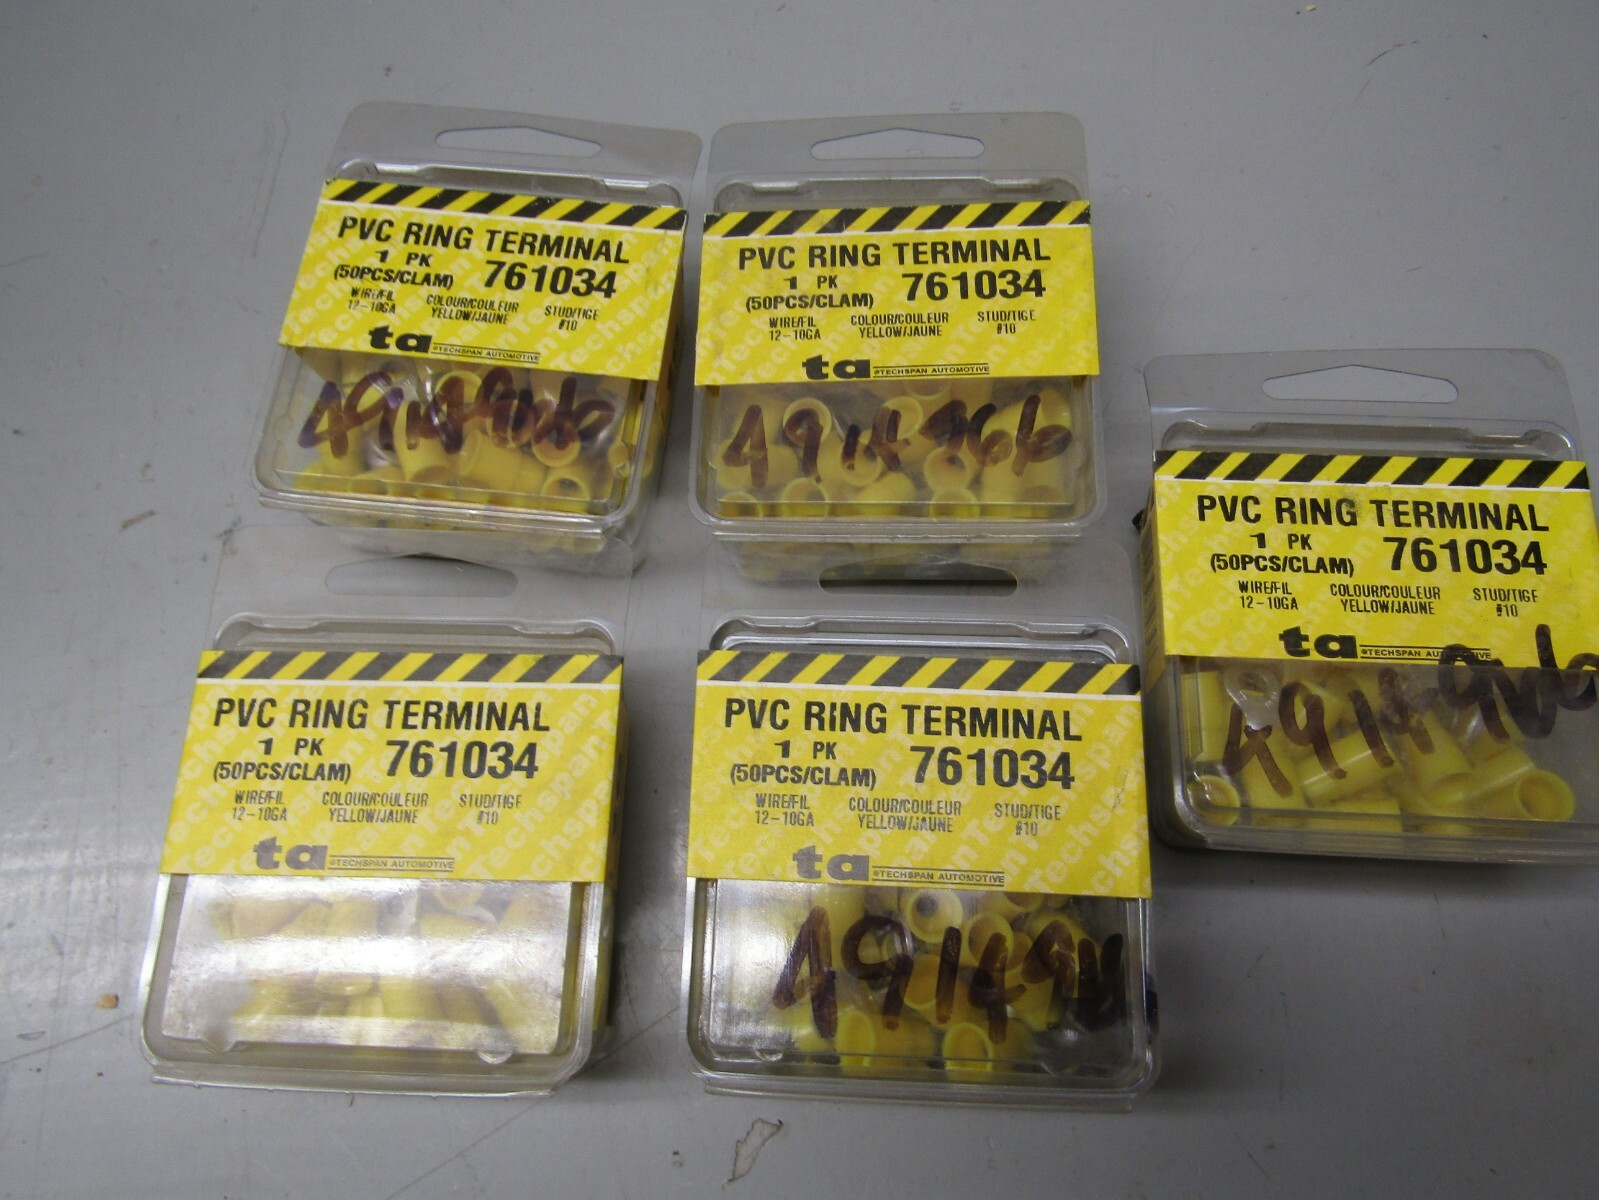 PVC RING TERMINAL
1 PK
(50PCS/CLAM) 761034
WIRE/FIL COLOUR/COULEUR STUD/TIGE
12-10GA YELLOW/JAUNE #10
ta ®TECHSPAN AUTOMOTIVE
PVC RING TERMINAL
1 PK
(50PCS/CLAM) 761034
WIRE/FIL COLOUR/COULEUR STUD/TIGE
12-10GA YELLOW/JAUNE #10
ta ®TECHSPAN AUTOMOTIVE
PVC RING TERMINAL
1 PK
(50PCS/CLAM) 761034
WIRE/FIL COLOUR/COULEUR STUD/TIGE
12-10GA YELLOW/JAUNE #10
ta ®TECHSPAN AUTOMOTIVE
PVC RING TERMINAL
1 PK
(50PCS/CLAM) 761034
WIRE/FIL COLOUR/COULEUR STUD/TIGE
12-10GA YELLOW/JAUNE #10
ta ®TECHSPAN AUTOMOTIVE
PVC RING TERMINAL
1 PK
(50PCS/CLAM) 761034
WIRE/FIL COLOUR/COULEUR STUD/TIGE
12-10GA YELLOW/JAUNE #10
ta ®TECHSPAN AUTOMOTIVE